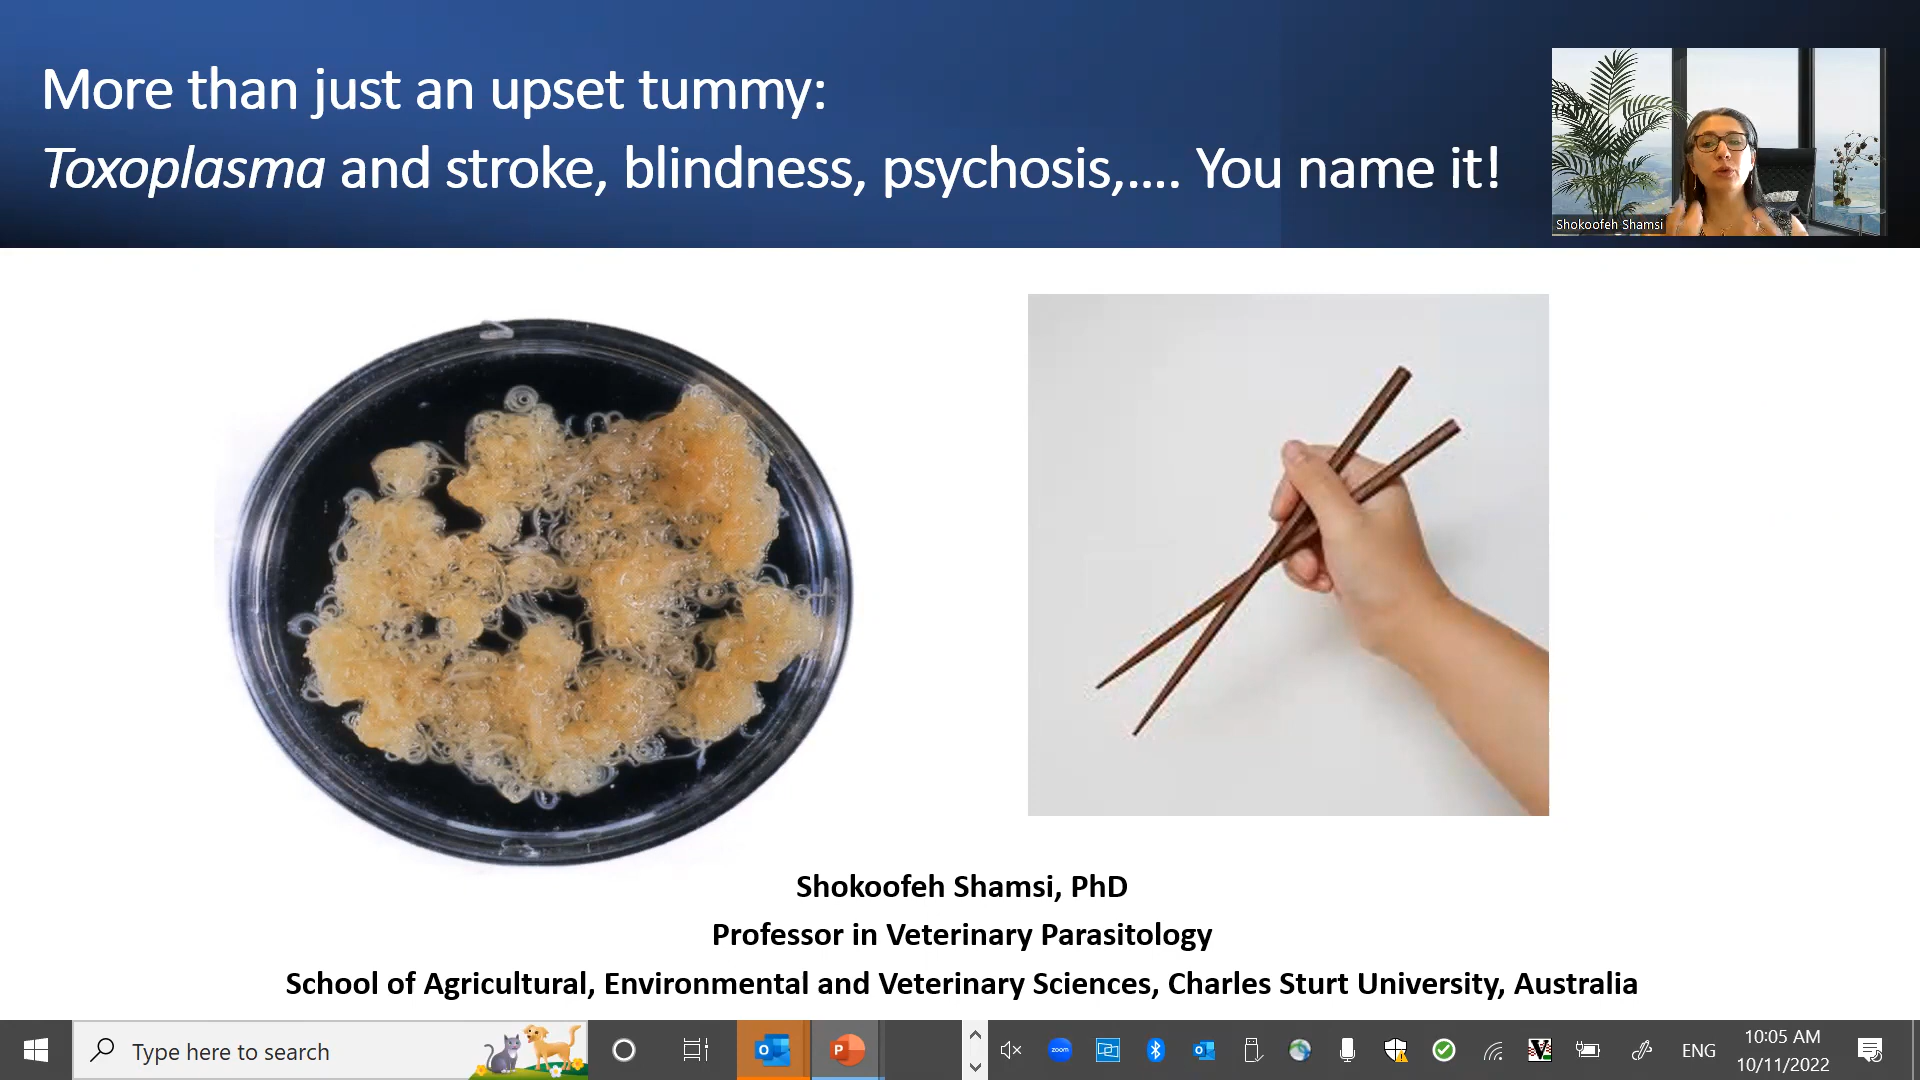 More than just an upset tummy:
Toxoplasma and stroke, blindness, psychosis,.... You name it!
Shokoofeh Shamsi
Shokoofeh Shamsi, PhD
Professor in Veterinary Parasitology
School of Agricultural, Environmental and Veterinary Sciences, Charles Sturt University, Australia
Type here to search
O
P
zoom
ENG
10:05 AM
10/11/2022